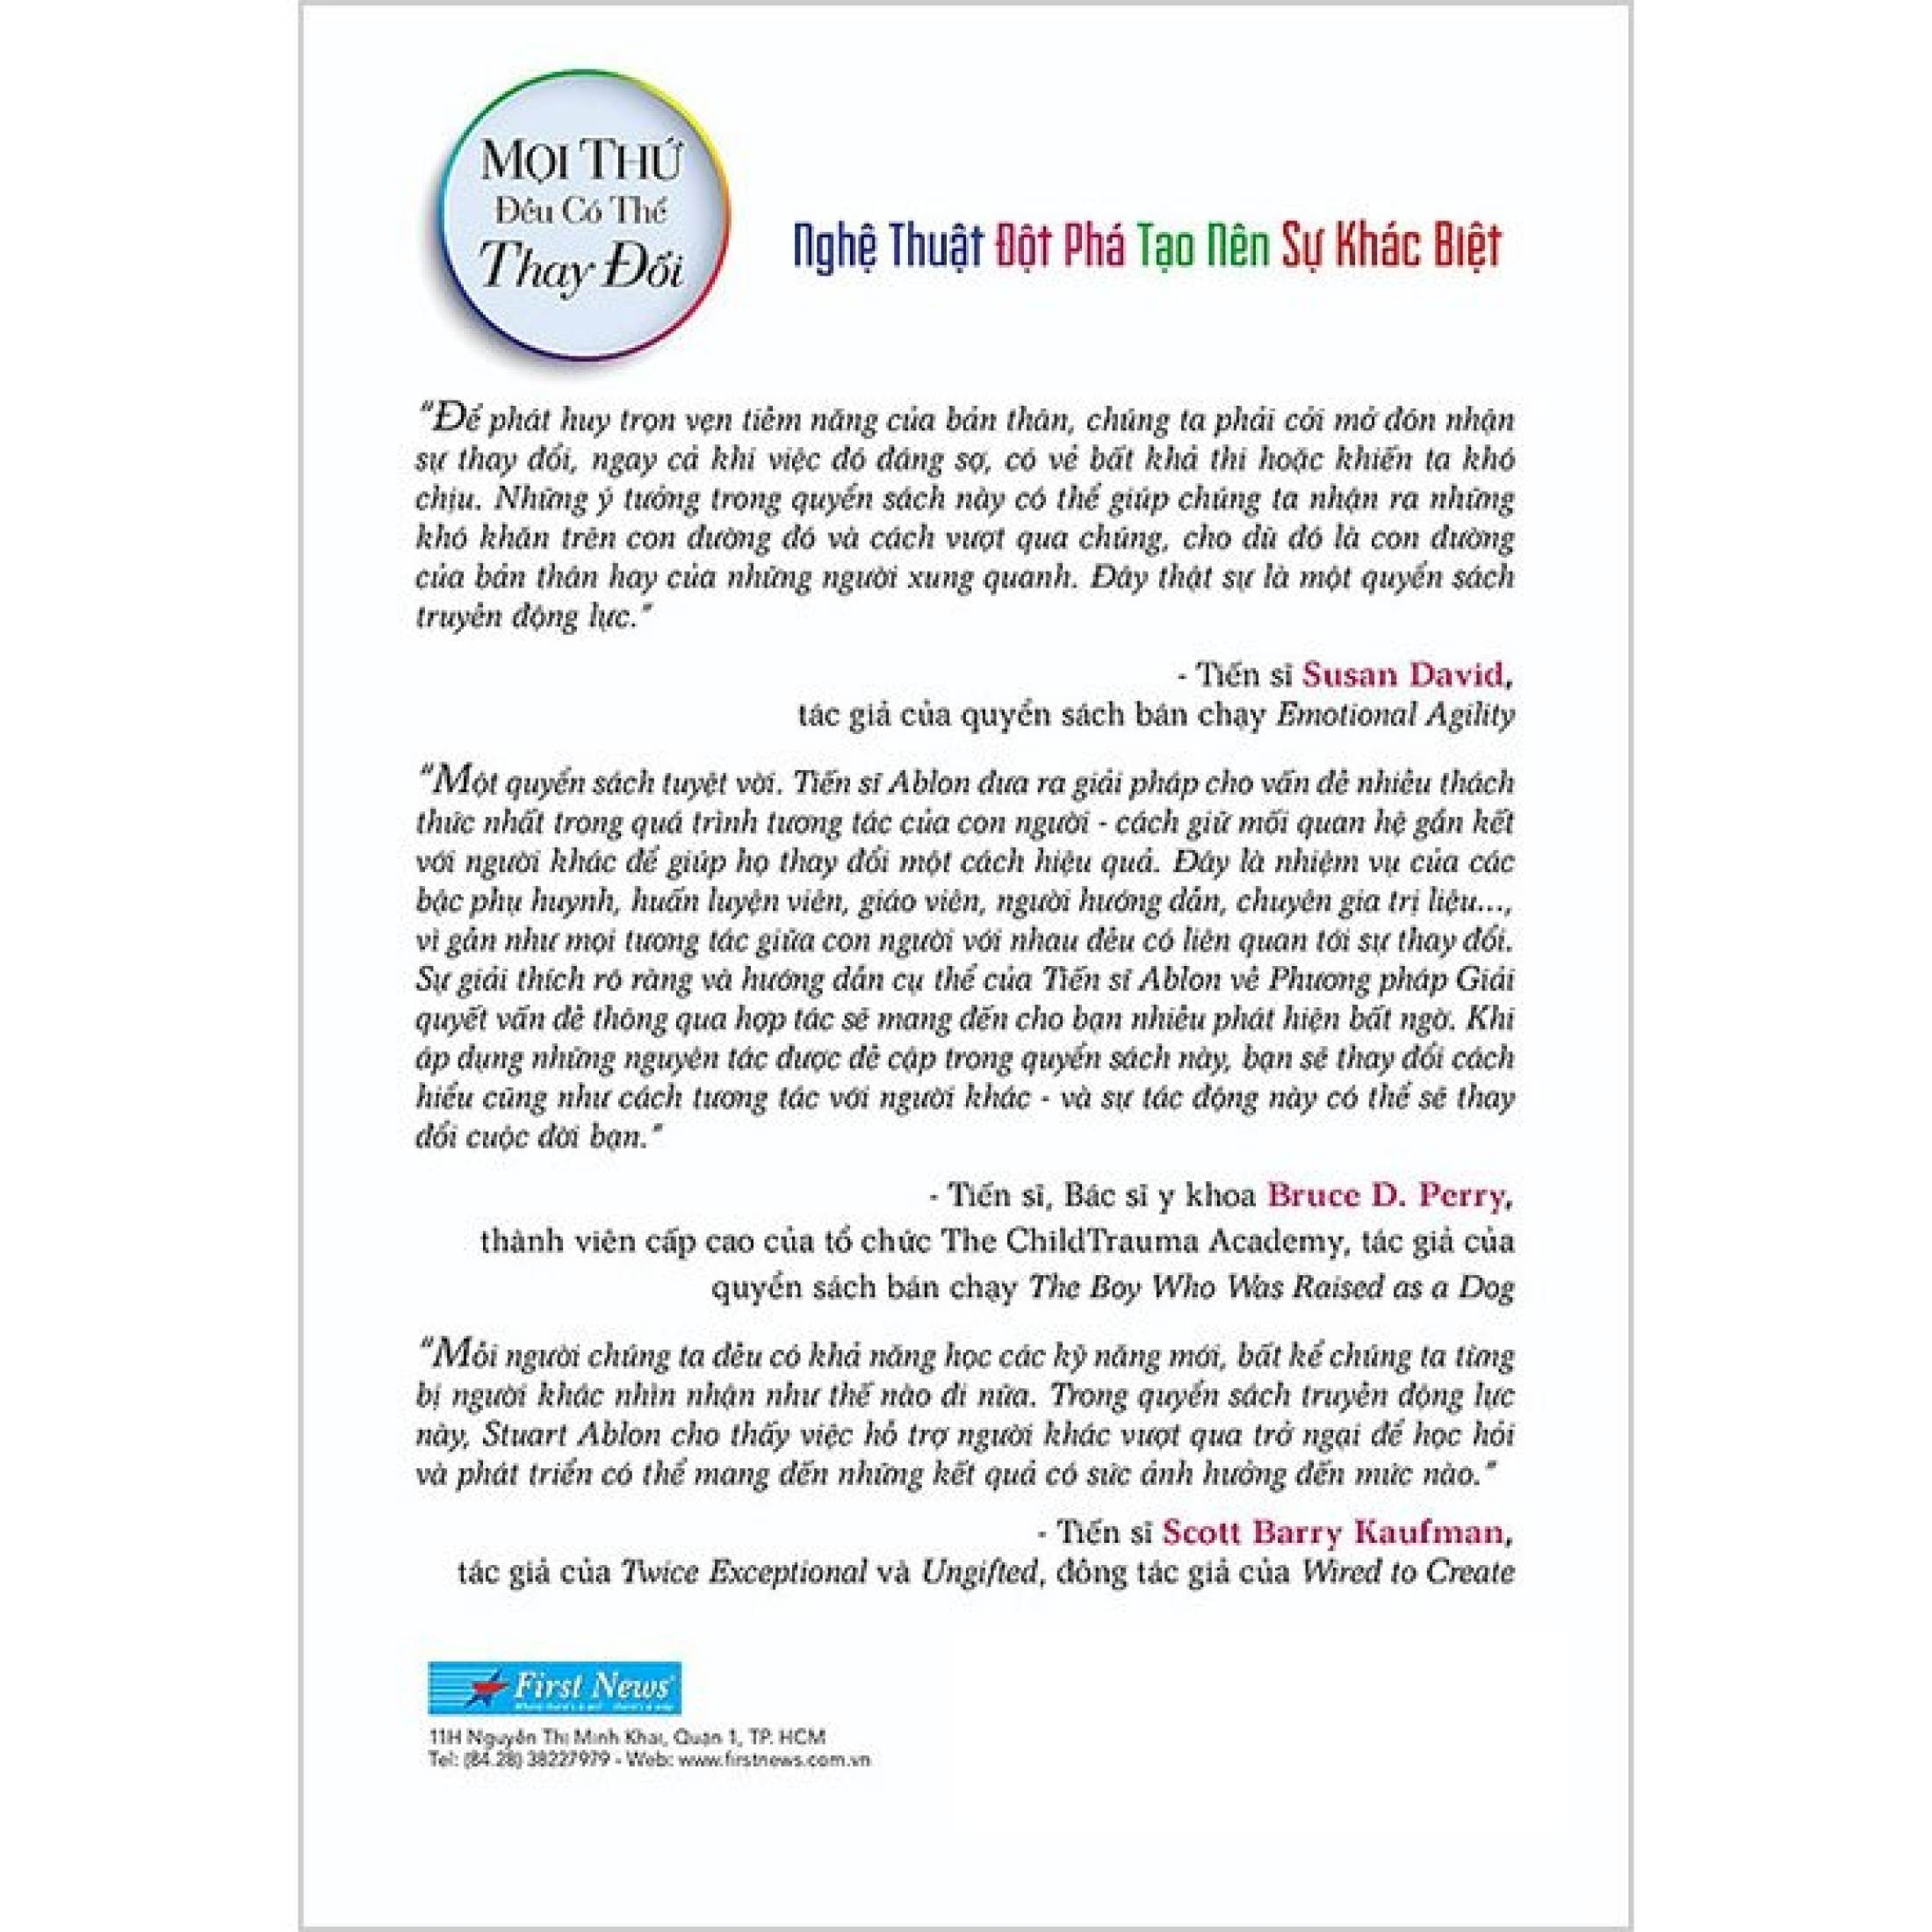 MỌI THỨ
Đều Có Thể
Thay Đổi
Nghệ Thuật Đột Phá Tạo Nên Sự Khác Biệt
"Để phát huy trọn vẹn tiềm năng của bản thân, chúng ta phải cởi mở đón nhận
sự thay đổi, ngay cả khi việc đó đáng sợ, có vẻ bất khả thi hoặc khiến ta khó
chịu. Những ý tưởng trong quyển sách này có thể giúp chúng ta nhận ra những
khó khăn trên con đường đó và cách vượt qua chúng, cho dù đó là con đường
của bản thân hay của những người xung quanh. Đây thật sự là một quyển sách
truyền động lực."
- Tiến sĩ Susan David,
tác giả của quyển sách bán chạy Emotional Agility
"Một quyển sách tuyệt vời. Tiến sĩ Ablon đưa ra giải pháp cho vấn đề nhiều thách
thức nhất trong quá trình tương tác của con người - cách giữ mối quan hệ gắn kết
với người khác để giúp họ thay đổi một cách hiệu quả. Đây là nhiệm vụ của các
bậc phụ huynh, huấn luyện viên, giáo viên, người hướng dẫn, chuyên gia trị liệu...,
vì gần như mọi tương tác giữa con người với nhau đều có liên quan tới sự thay đổi.
Sự giải thích rõ ràng và hướng dẫn cụ thể của Tiến sĩ Ablon về Phương pháp Giải
quyết vấn đề thông qua hợp tác sẽ mang đến cho bạn nhiều phát hiện bất ngờ. Khi
áp dụng những nguyên tắc được đề cập trong quyển sách này, bạn sẽ thay đổi cách
hiểu cũng như cách tương tác với người khác - và sự tác động này có thể sẽ thay
đổi cuộc đời bạn."
- Tiến sĩ, Bác sĩ y khoa Bruce D. Perry,
thành viên cấp cao của tổ chức The ChildTrauma Academy, tác giả của
quyển sách bán chạy The Boy Who Was Raised as a Dog
"Mỗi người chúng ta đều có khả năng học các kỹ năng mới, bất kể chúng ta từng
bị người khác nhìn nhận như thế nào đi nữa. Trong quyển sách truyền động lực
này, Stuart Ablon cho thấy việc hỗ trợ người khác vượt qua trở ngại để học hỏi
và phát triển có thể mang đến những kết quả có sức ảnh hưởng đến mức nào."
- Tiến sĩ Scott Barry Kaufman,
tác giả của Twice Exceptional và Ungifted, đồng tác giả của Wired to Create
First News
11H Nguyễn Thị Minh Khai, Quận 1, TP. HCM
Tel: (84.28) 38227979 - Web: www.firstnews.com.vn